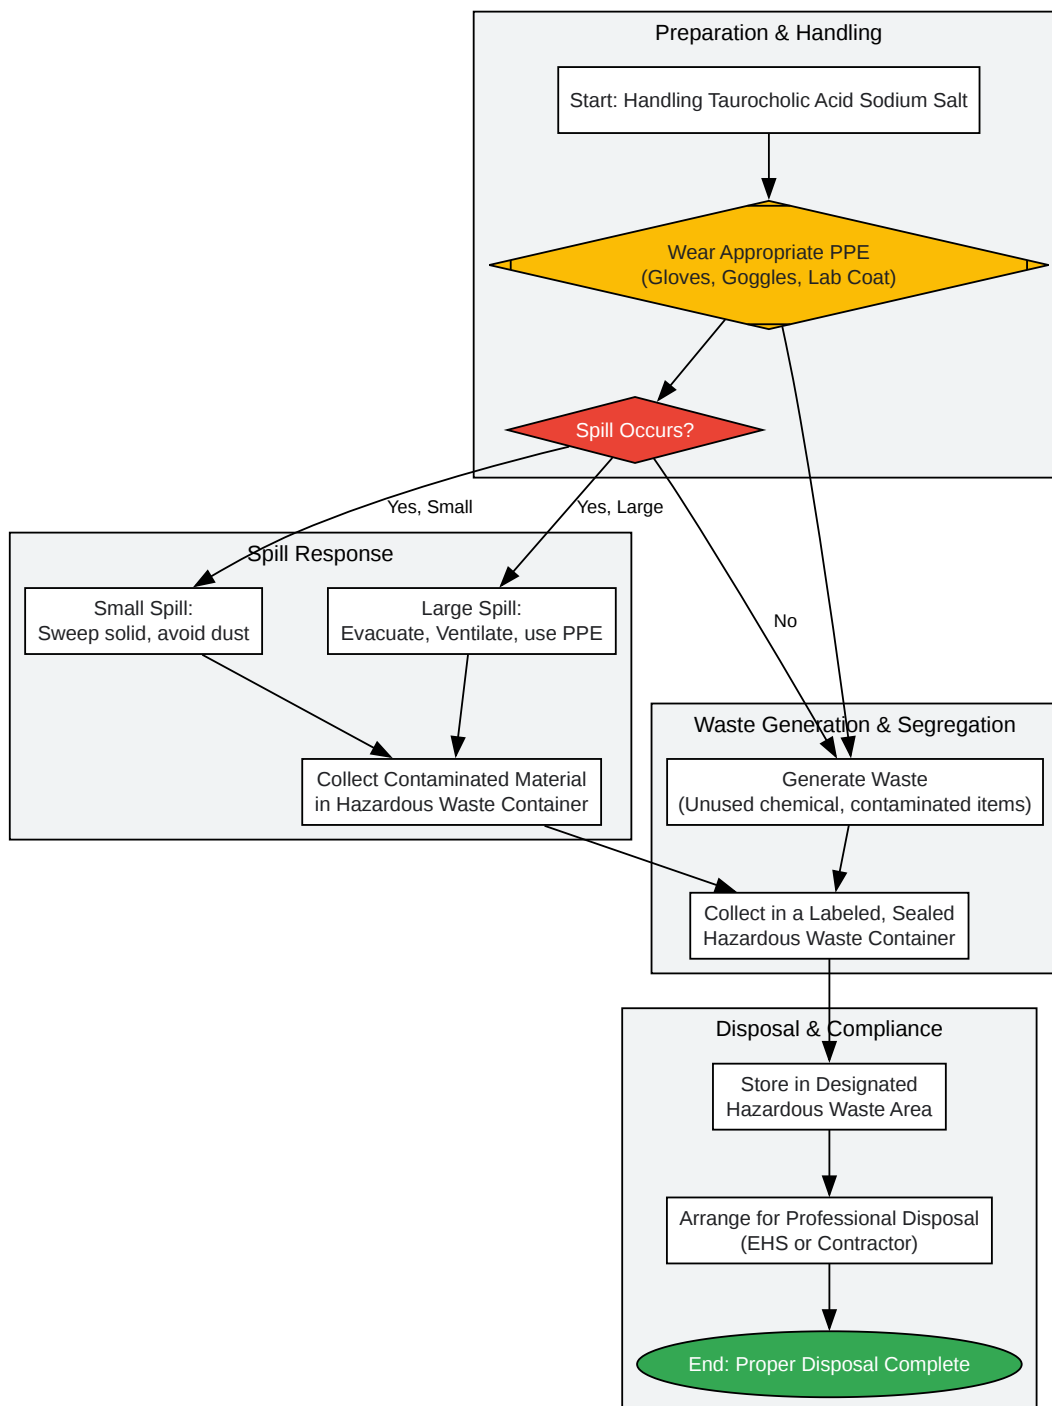 Preparation & Handling
Start: Handling Taurocholic Acid Sodium Salt
Wear Appropriate PPE
(Gloves, Goggles, Lab Coat)
Spill Occurs?
Yes, Small
Yes, Large
Spill Response
Small Spill:
Sweep solid, avoid dust
Large Spill:
Evacuate, Ventilate, use PPE
No
Collect Contaminated Material
in Hazardous Waste Container
Waste Generation & Segregation
Generate Waste
(Unused chemical, contaminated items)
Collect in a Labeled, Sealed
Hazardous Waste Container
Disposal & Compliance
Store in Designated
Hazardous Waste Area
Arrange for Professional Disposal
(EHS or Contractor)
End: Proper Disposal Complete